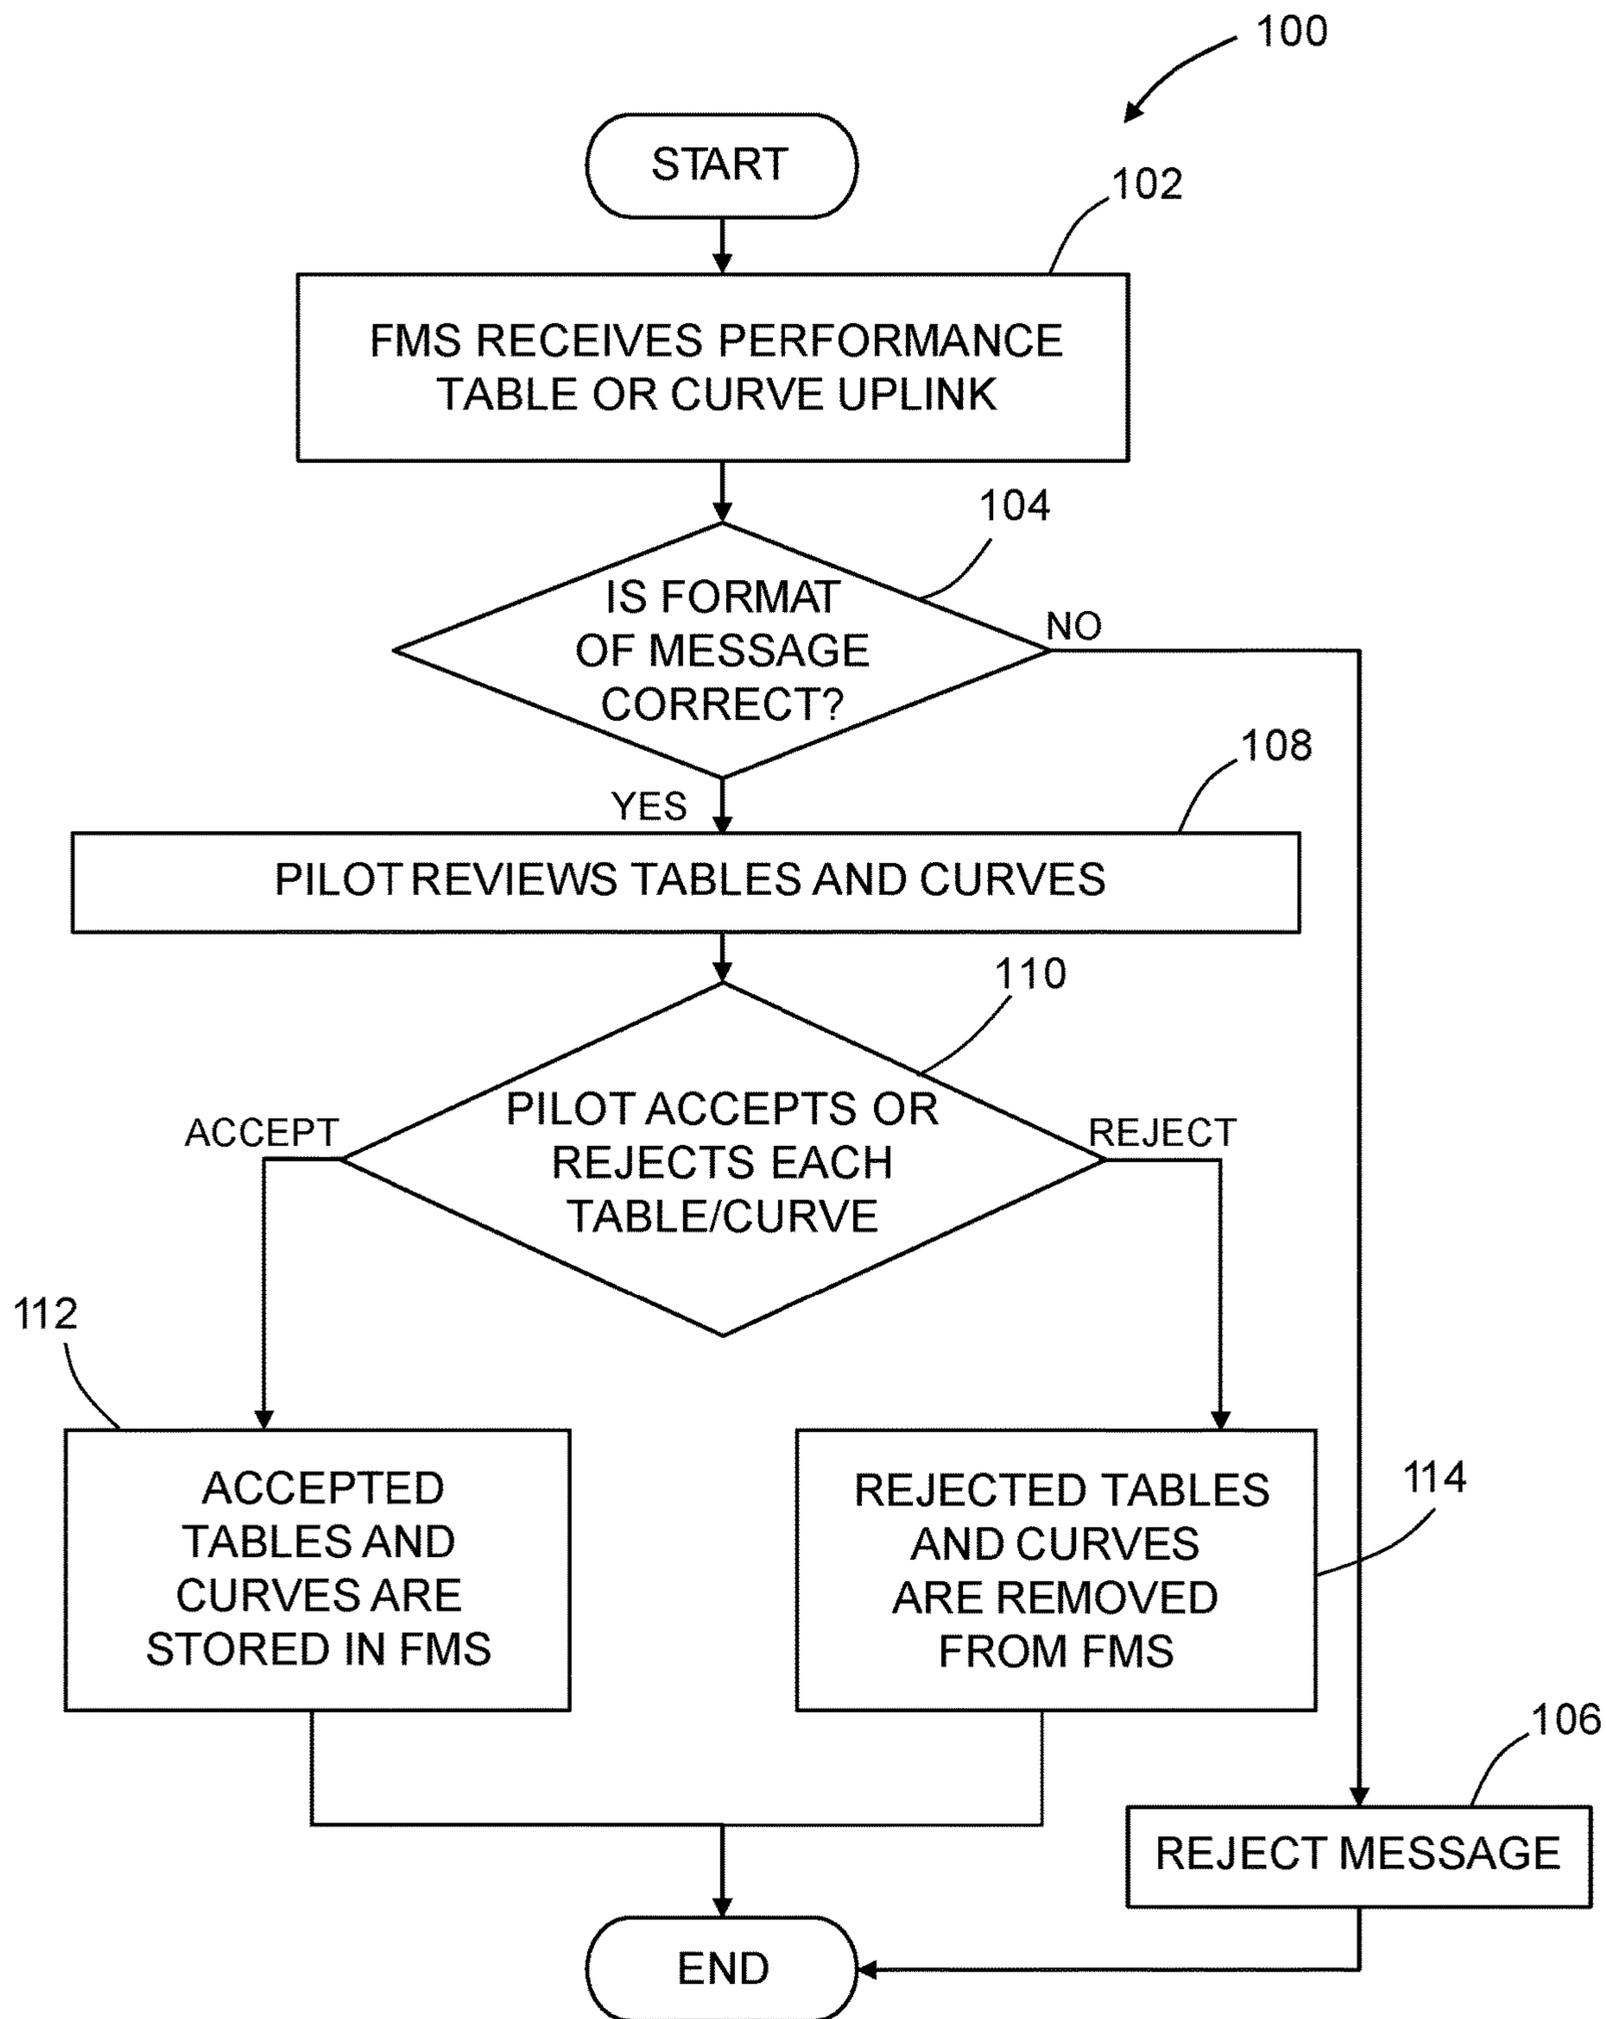 100
START
102
FMS RECEIVES PERFORMANCE
TABLE OR CURVE UPLINK
104
IS FORMAT
OF MESSAGE
CORRECT?
NO
YES
108
PILOT REVIEWS TABLES AND CURVES
110
PILOT ACCEPTS OR
REJECTS EACH
TABLE/CURVE
ACCEPT
REJECT
112
ACCEPTED
TABLES AND
CURVES ARE
STORED IN FMS
REJECTED TABLES
AND CURVES
ARE REMOVED
FROM FMS
114
106
REJECT MESSAGE
END